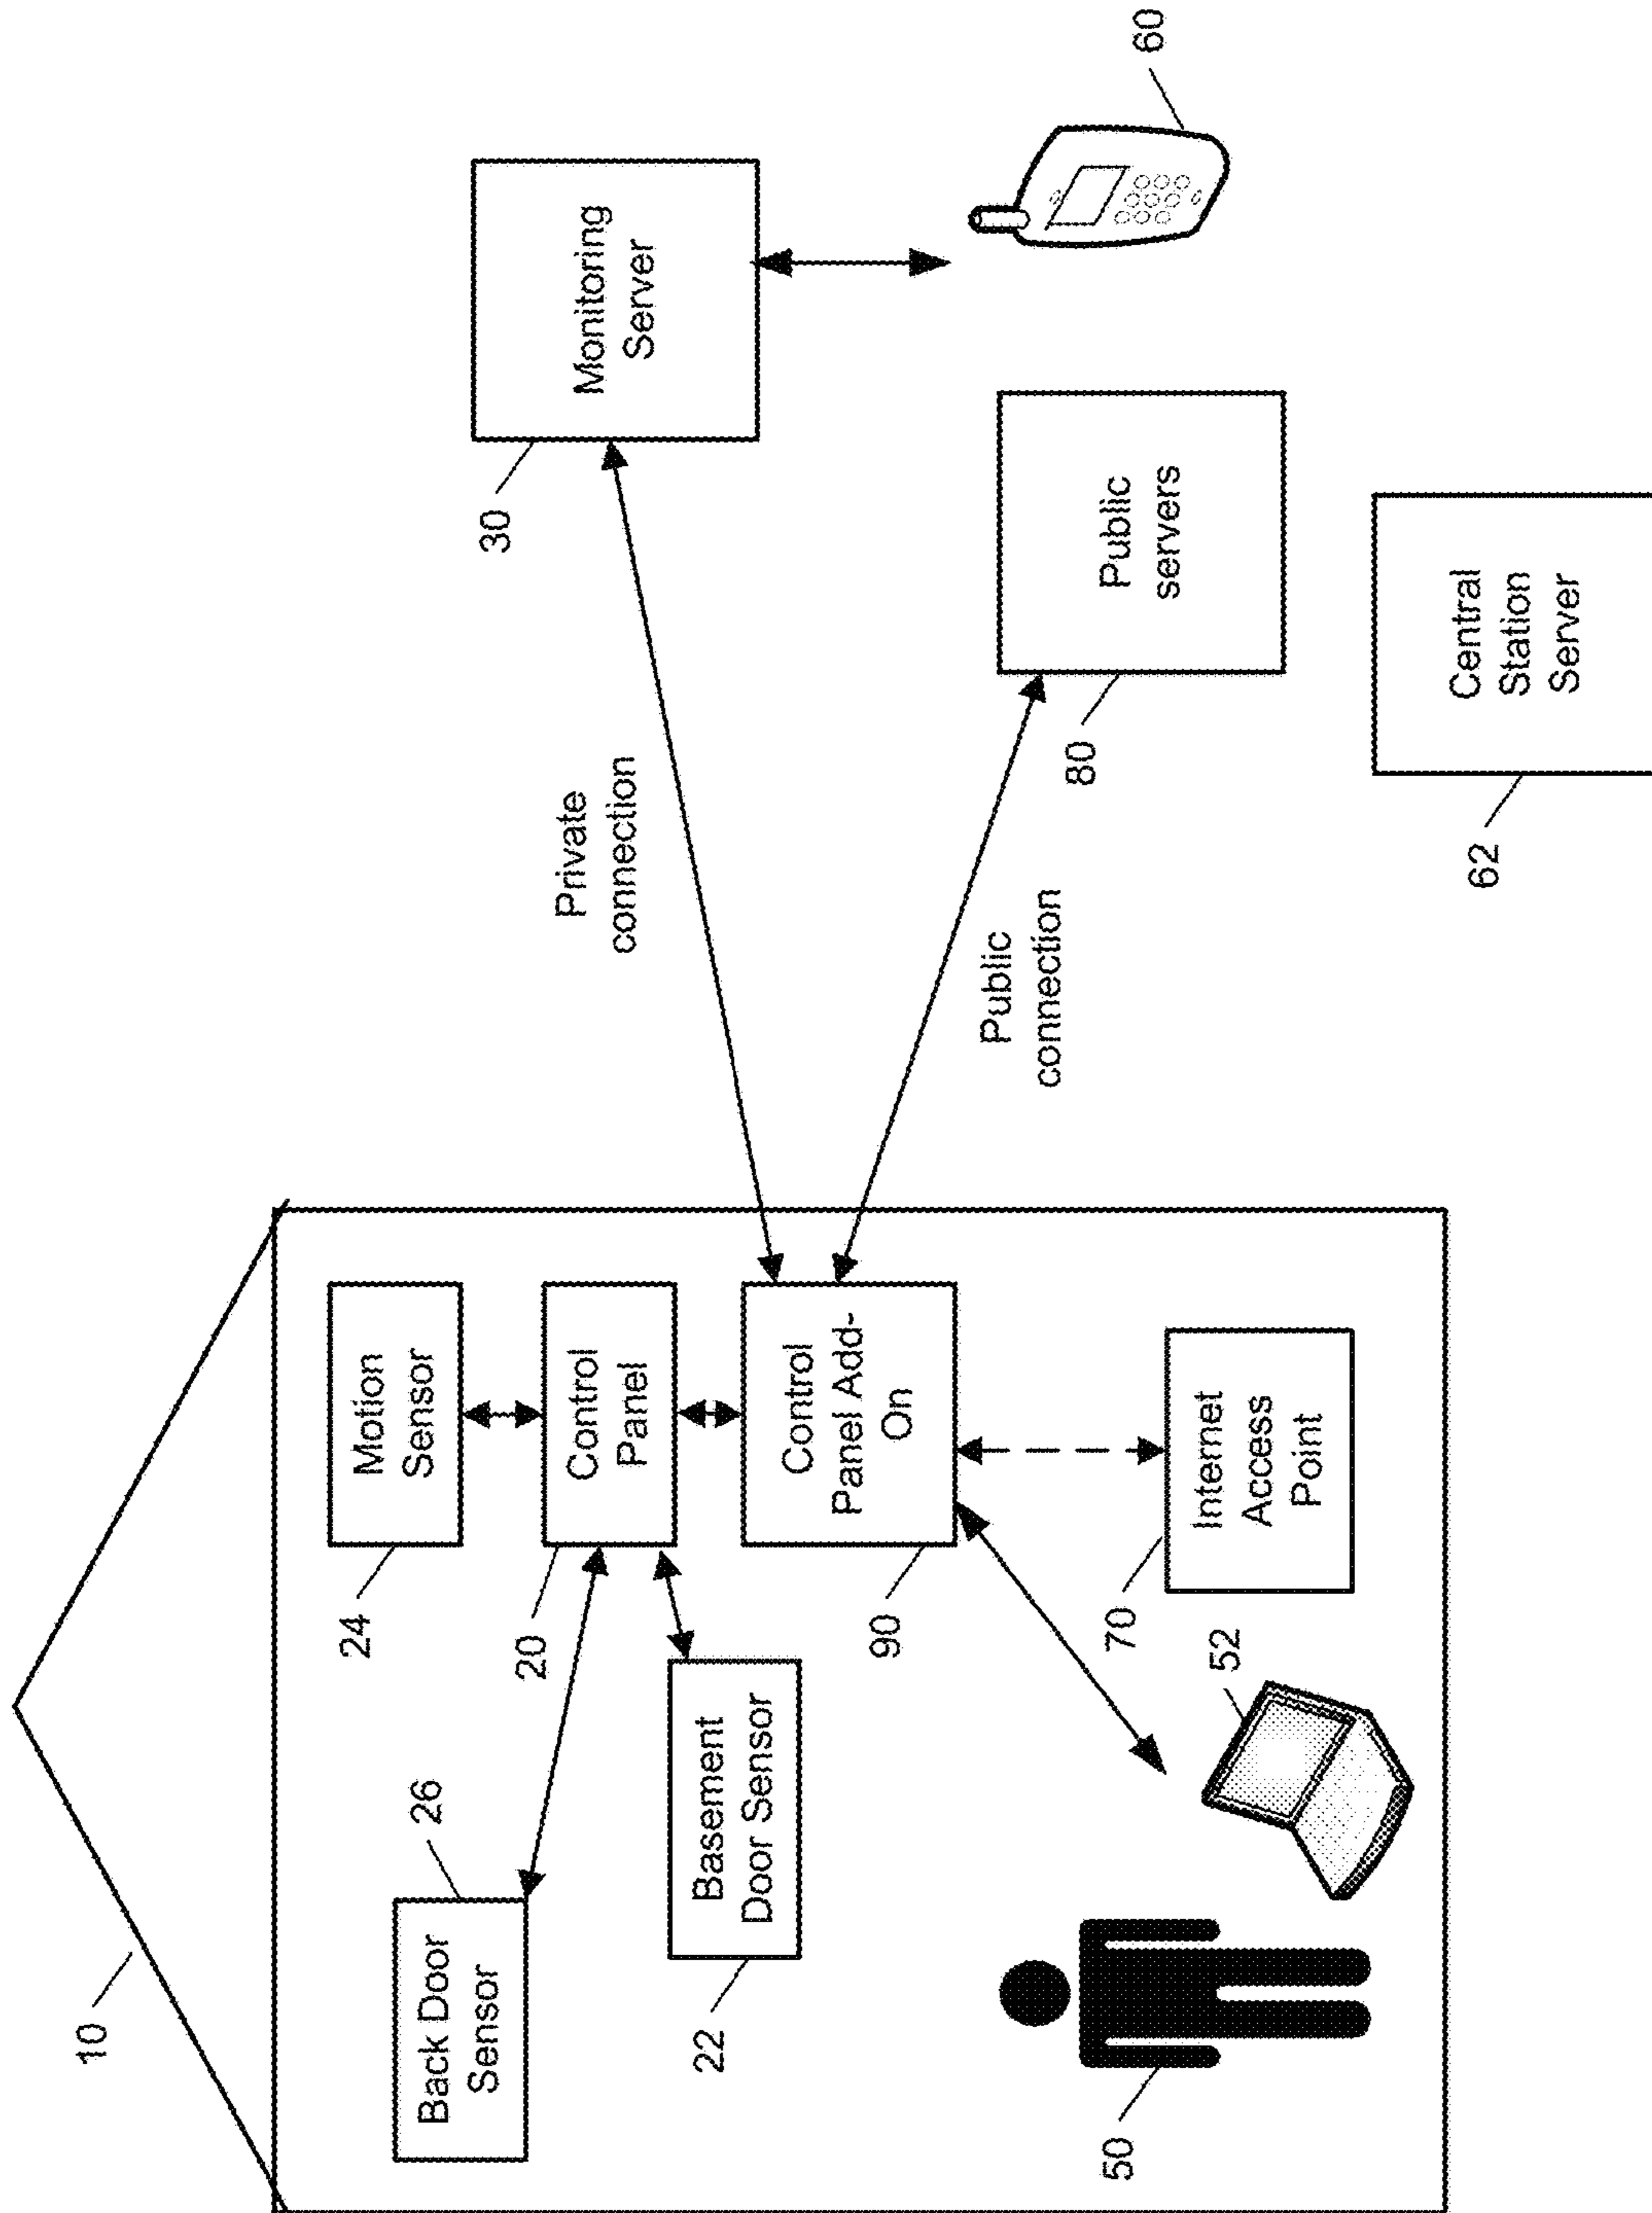 10
Back Door
Sensor
26
Motion
Sensor
24
Control
Panel
20
Basement
Door Sensor
22
Control
Panel Add-
On
90
Internet
Access
Point
70
52
50
Private
connection
Public
connection
Monitoring
Server
30
60
Public
servers
80
Central
Station
Server
62